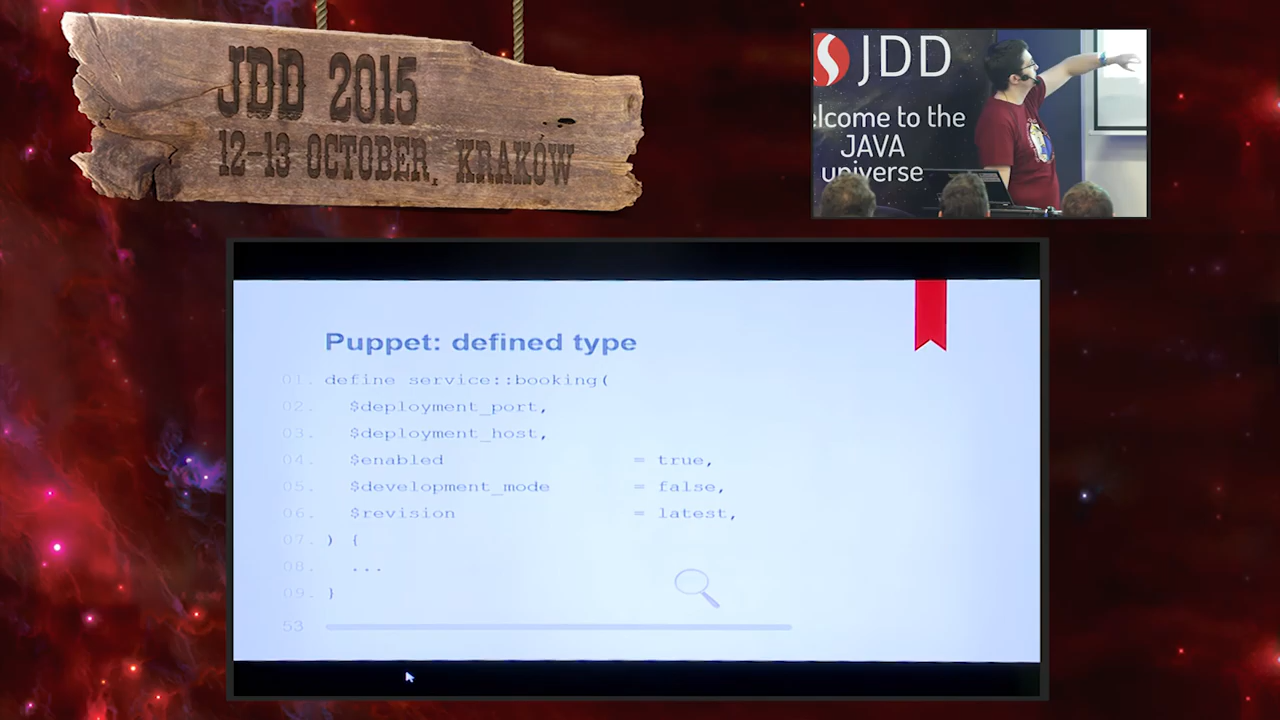 JDD 2015
12-13 OCTOBER, KRAKÓW
JDD
elcome to the
JAVA
universe
Puppet: defined type
01. define service::booking(
02. $deployment_port,
03. $deployment_host,
04. $enabled = true,
05. $development_mode = false,
06. $revision = latest,
07. ) {
08. ...
09. }
53